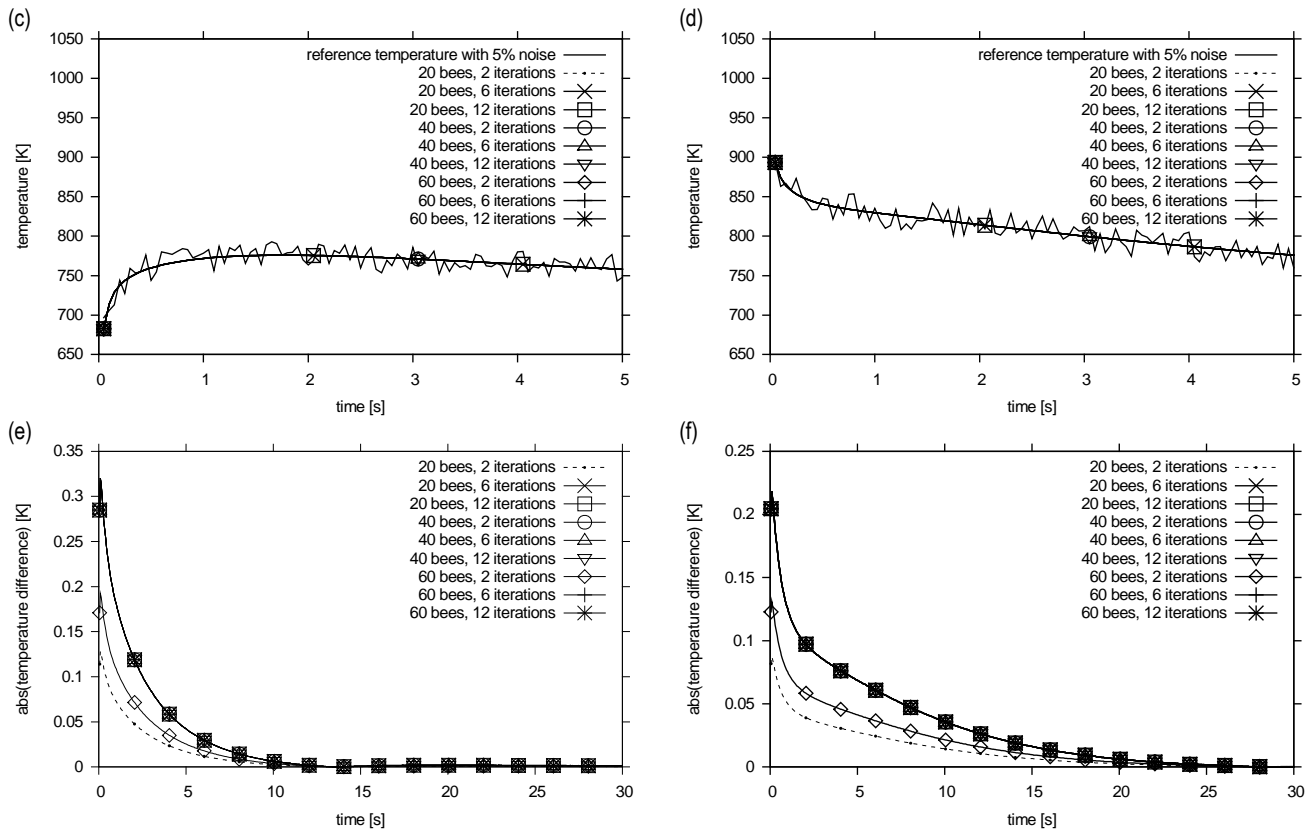 (c)
1050
1000
950
900
850
800
750
700
650
temperature [K]
reference temperature with 5% noise
20 bees, 2 iterations
20 bees, 6 iterations
20 bees, 12 iterations
40 bees, 2 iterations
40 bees, 6 iterations
40 bees, 12 iterations
60 bees, 2 iterations
60 bees, 6 iterations
60 bees, 12 iterations
0 1 2 3 4 5
time [s]
(d)
1050
1000
950
900
850
800
750
700
650
temperature [K]
reference temperature with 5% noise
20 bees, 2 iterations
20 bees, 6 iterations
20 bees, 12 iterations
40 bees, 2 iterations
40 bees, 6 iterations
40 bees, 12 iterations
60 bees, 2 iterations
60 bees, 6 iterations
60 bees, 12 iterations
0 1 2 3 4 5
time [s]
(e)
0.35
0.3
0.25
0.2
0.15
0.1
0.05
0
abs(temperature difference) [K]
20 bees, 2 iterations
20 bees, 6 iterations
20 bees, 12 iterations
40 bees, 2 iterations
40 bees, 6 iterations
40 bees, 12 iterations
60 bees, 2 iterations
60 bees, 6 iterations
60 bees, 12 iterations
0 5 10 15 20 25 30
time [s]
(f)
0.25
0.2
0.15
0.1
0.05
0
abs(temperature difference) [K]
20 bees, 2 iterations
20 bees, 6 iterations
20 bees, 12 iterations
40 bees, 2 iterations
40 bees, 6 iterations
40 bees, 12 iterations
60 bees, 2 iterations
60 bees, 6 iterations
60 bees, 12 iterations
0 5 10 15 20 25 30
time [s]